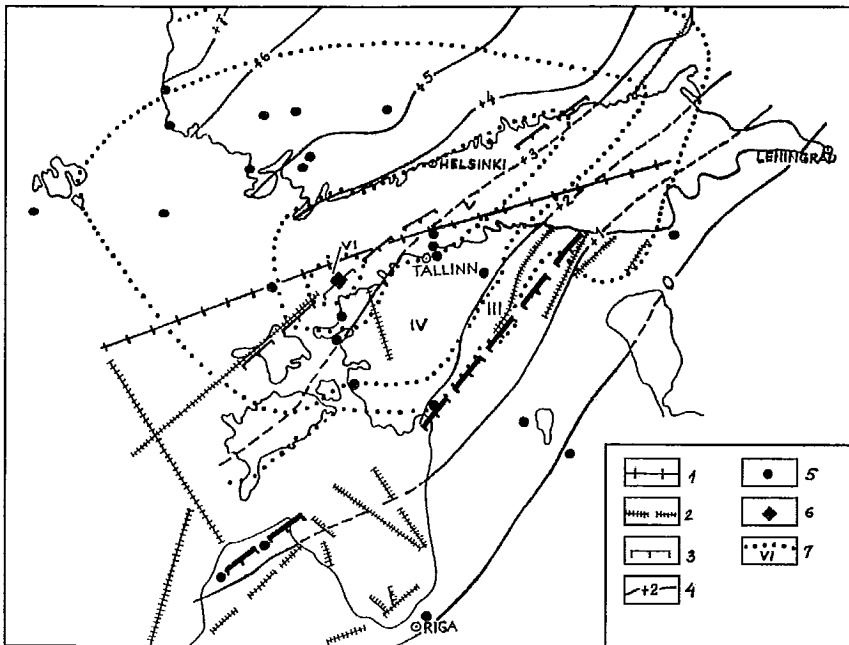 +7
+6
+5
+4
HELSINKI
+3
LENINGRAD
V
+2
VI
+1
TALLINN
0
III
IV
1
5
2
6
3
VI
7
+2
4
RIGA